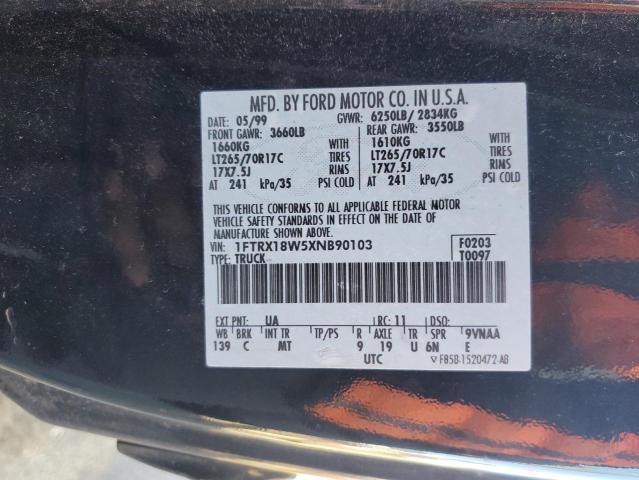 MFD. BY FORD MOTOR CO. IN U.S.A.
DATE: 05/99 GVWR: 6250LB/ 2834KG
FRONT GAWR: 3660LB REAR GAWR: 3550LB
1660KG WITH 1610KG WITH
LT265/70R17C TIRES LT265/70R17C TIRES
17X7.5J RIMS 17X7.5J RIMS
AT 241 kPa/35 PSI COLD AT 241 kPa/35 PSI COLD
THIS VEHICLE CONFORMS TO ALL APPLICABLE FEDERAL MOTOR
VEHICLE SAFETY STANDARDS IN EFFECT ON THE DATE OF
MANUFACTURE SHOWN ABOVE.
VIN: 1FTRX18W5XNB90103 F0203
TYPE: TRUCK T0097
EXT PNT: UA RC: 11 DSO:
WB BRK INT TR TP/PS R AXLE TR SPR 9VNAA
139 C MT 9 19 U 6N E
UTC F85B-1520472-AB